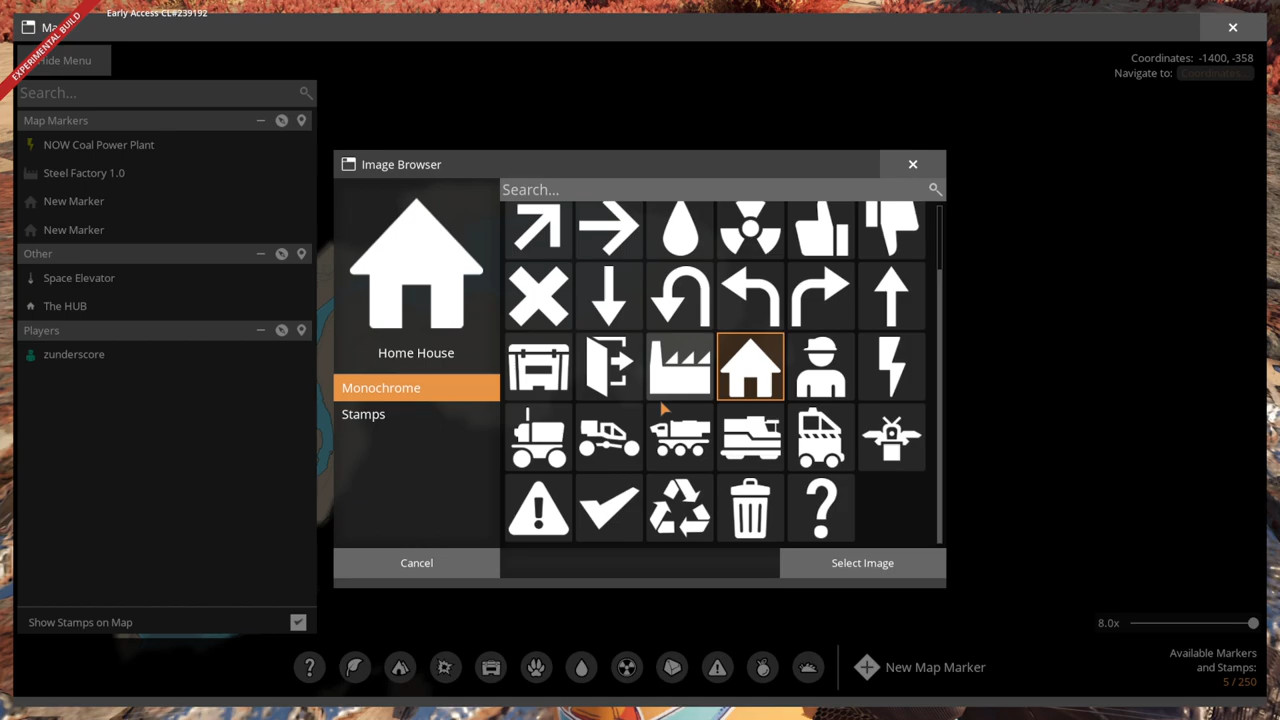 Early Access CL#239192
EXPERIMENTAL BUILD
Hide Menu
Coordinates: -1400, -358
Navigate to: Coordinates...
Search...
Map Markers
NOW Coal Power Plant
Steel Factory 1.0
New Marker
New Marker
Other
Space Elevator
The HUB
Players
zunderscore
Show Stamps on Map
Image Browser
Search...
Home House
Monochrome
Stamps
Cancel
Select Image
8.0x
New Map Marker
Available Markers
and Stamps:
5 / 250